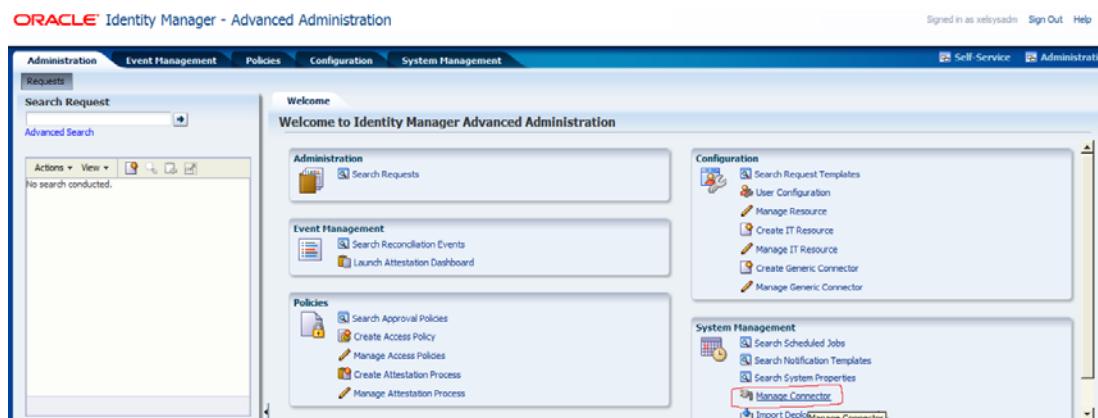 ORACLE Identity Manager - Advanced Administration
Signed in as xelsysadm Sign Out Help
Administration Event Management Policies Configuration System Management
Self-Service Administrati
Requests
Search Request
Advanced Search
Actions View
No search conducted.
Welcome
Welcome to Identity Manager Advanced Administration
Administration
Search Requests
Event Management
Search Reconciliation Events
Launch Attestation Dashboard
Policies
Search Approval Policies
Create Access Policy
Manage Access Policies
Create Attestation Process
Manage Attestation Process
Configuration
Search Request Templates
User Configuration
Manage Resource
Create IT Resource
Manage IT Resource
Create Generic Connector
Manage Generic Connector
System Management
Search Scheduled Jobs
Search Notification Templates
Search System Properties
Manage Connector
Import Deplo
Manage Connector